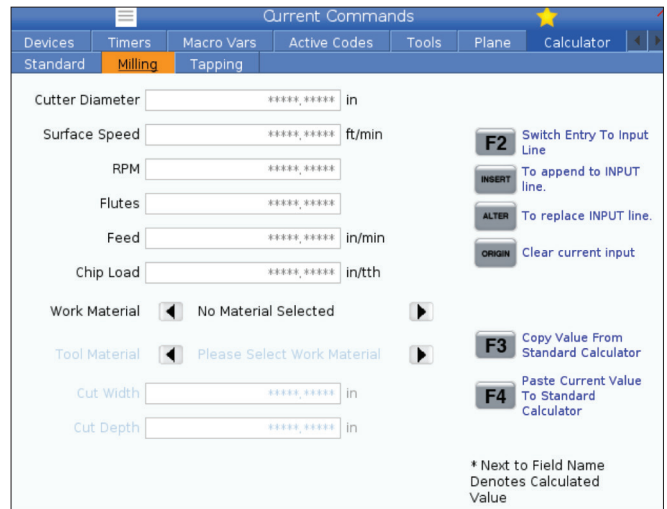 Current Commands
Devices Timers Macro Vars Active Codes Tools Plane Calculator
Standard Milling Tapping
Cutter Diameter *****.***** in
Surface Speed *****.***** ft/min
RPM *****.*****
Flutes *****.*****
Feed *****.***** in/min
Chip Load *****.***** in/tth
Work Material No Material Selected
Tool Material Please Select Work Material
Cut Width *****.***** in
Cut Depth *****.***** in
F2 Switch Entry To Input
Line
INSERT To append to INPUT
line.
ALTER To replace INPUT line.
ORIGIN Clear current input
F3 Copy Value From
Standard Calculator
F4 Paste Current Value
To Standard
Calculator
* Next to Field Name
Denotes Calculated
Value